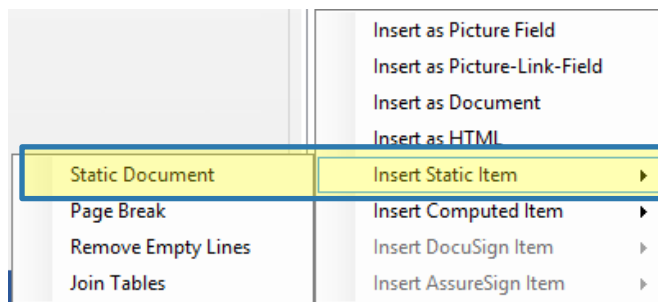 Insert as Picture Field
Insert as Picture-Link-Field
Insert as Document
Insert as HTML
Static Document
Insert Static Item
Page Break
Insert Computed Item
Remove Empty Lines
Insert DocuSign Item
Join Tables
Insert AssureSign Item